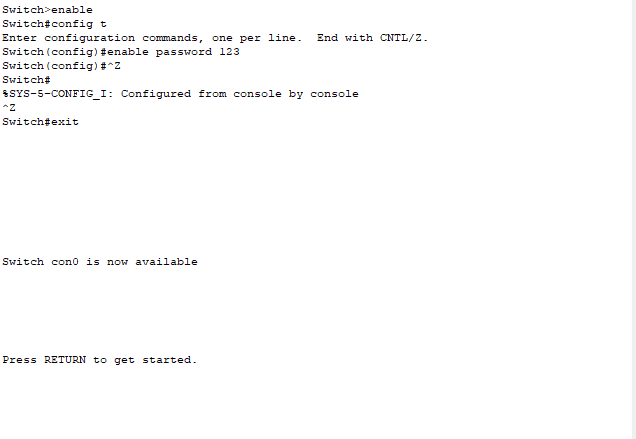 Switch>enable
Switch#config t
Enter configuration commands, one per line.  End with CNTL/Z.
Switch(config)#enable password 123
Switch(config)#^Z
Switch#
%SYS-5-CONFIG_I: Configured from console by console
^Z
Switch#exit
Switch con0 is now available
Press RETURN to get started.